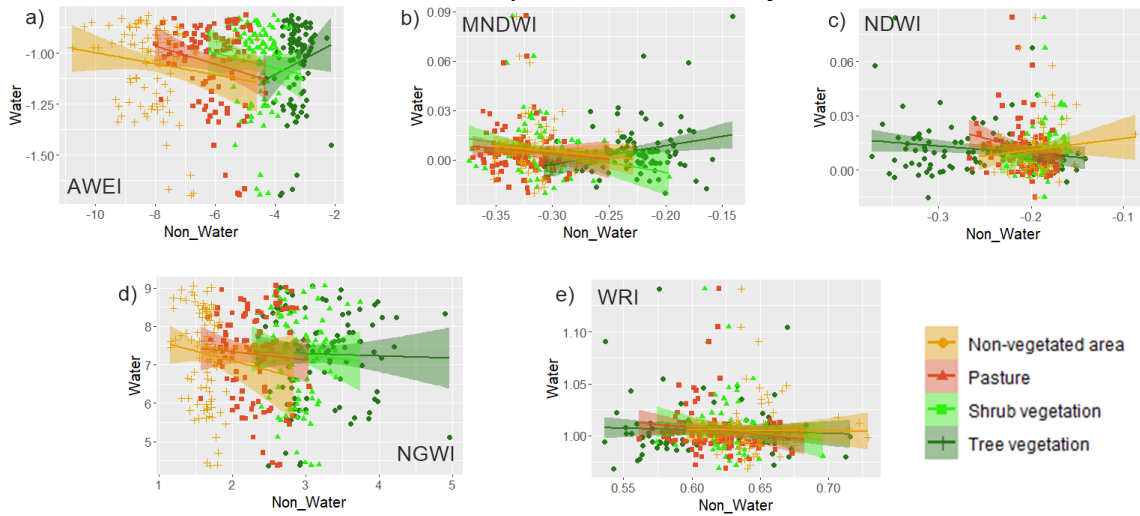 a)
AWEI
Water
-1.00
-1.25
-1.50
-10
-8
-6
-4
-2
Non_Water
b)
MNDWI
Water
0.09
0.06
0.03
0.00
-0.35
-0.30
-0.25
-0.20
-0.15
Non_Water
c)
NDWI
Water
0.09
0.06
0.03
0.00
-0.3
-0.2
-0.1
Non_Water
d)
NGWI
Water
9
8
7
6
5
1
2
3
4
5
Non_Water
e)
WRI
Water
1.10
1.05
1.00
0.55
0.60
0.65
0.70
Non_Water
Non-vegetated area
Pasture
Shrub vegetation
Tree vegetation